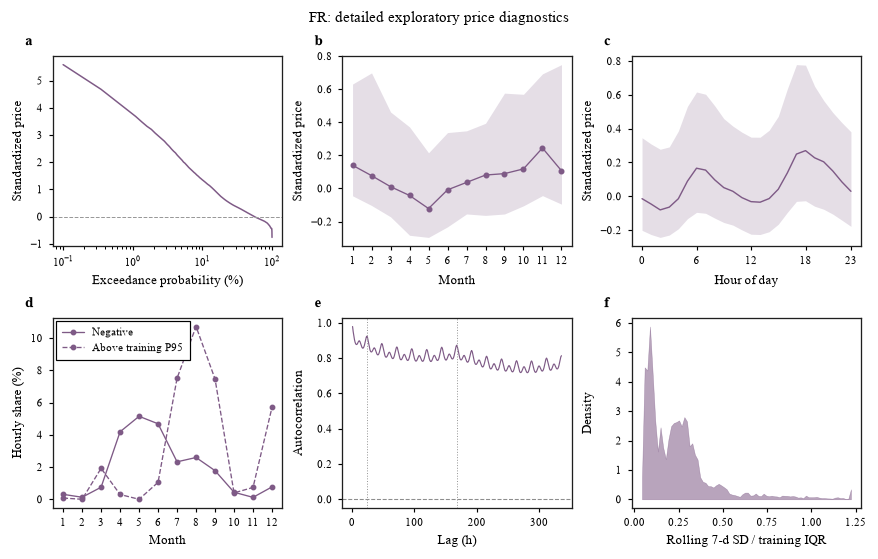 FR: detailed exploratory price diagnostics
a
Standardized price
5
4
3
2
1
0
−1
10⁻¹ 10⁰ 10¹ 10²
Exceedance probability (%)
b
Standardized price
0.8
0.6
0.4
0.2
0.0
−0.2
1 2 3 4 5 6 7 8 9 10 11 12
Month
c
Standardized price
0.8
0.6
0.4
0.2
0.0
−0.2
0 6 12 18 23
Hour of day
d
Negative
Above training P95
Hourly share (%)
10
8
6
4
2
0
1 2 3 4 5 6 7 8 9 10 11 12
Month
e
Autocorrelation
1.0
0.8
0.6
0.4
0.2
0.0
0 100 200 300
Lag (h)
f
Density
6
5
4
3
2
1
0
0.00 0.25 0.50 0.75 1.00 1.25
Rolling 7-d SD / training IQR